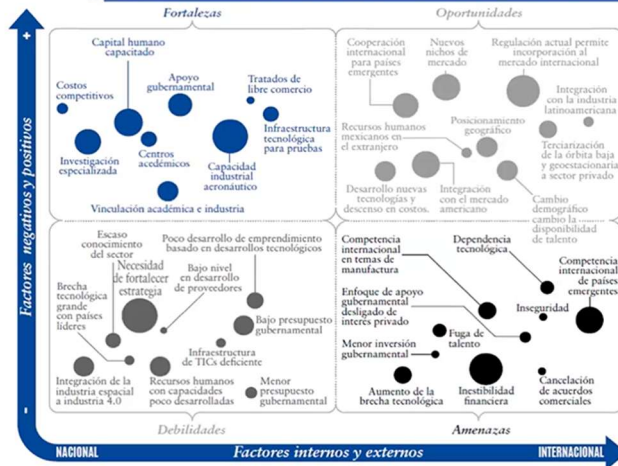 Fortalezas
Capital humano
capacitado
Costos
competitivos
Apoyo
gubernamental
Tratados de
libre comercio
Infraestructura
tecnológica
para pruebas
Investigación
especializada
Centros
acedémicos
Capacidad
industrial
aeronáutico
Vinculación académica e industria
Oportunidades
Cooperación
internacional
para países
emergentes
Nuevos
nichos de
mercado
Regulación actual permite
incorporación al
mercado internacional
Integración
con la industria
latinoamericana
Recursos humanos
mexicanos en
el extranjero
Posicionamiento
geográfico
Terciarización
de la órbita baja y
geoestacionaria
a sector privado
Desarrollo nuevas
tecnologías y
descenso en costos.
Integración
con el mercado
americano
Cambio
demográfico
cambio la
disponibilidad
de talento
Escaso
conocimiento
del sector
Necesidad
de fortalecer
estrategia
Poco desarrollo de emprendimiento
basado en desarrollos tecnológicos
Brecha
tecnológica
grande
con países
líderes
Bajo nivel
en desarrollo
de proveedores
Bajo presupuesto
gubernamental
Infraestructura
de TICs deficiente
Integración de la
industria espacial
a industria 4.0
Recursos humanos
con capacidades
poco desarrolladas
Menor
presupuesto
gubernamental
Debilidades
Competencia
internacional
en temas de
manufactura
Dependencia
tecnológica
Competencia
internacional
de países
emergentes
Enfoque de apoyo
gubernamental
desligado de
interés privado
Inseguridad
Fuga de
talento
Menor inversión
gubernamental
Aumento de la
brecha tecnológica
Inestibilidad
financiera
Cancelación
de acuerdos
comerciales
Amenazas
+
Factores negativos y positivos
-
NACIONAL
Factores internos y externos
INTERNACIONAL